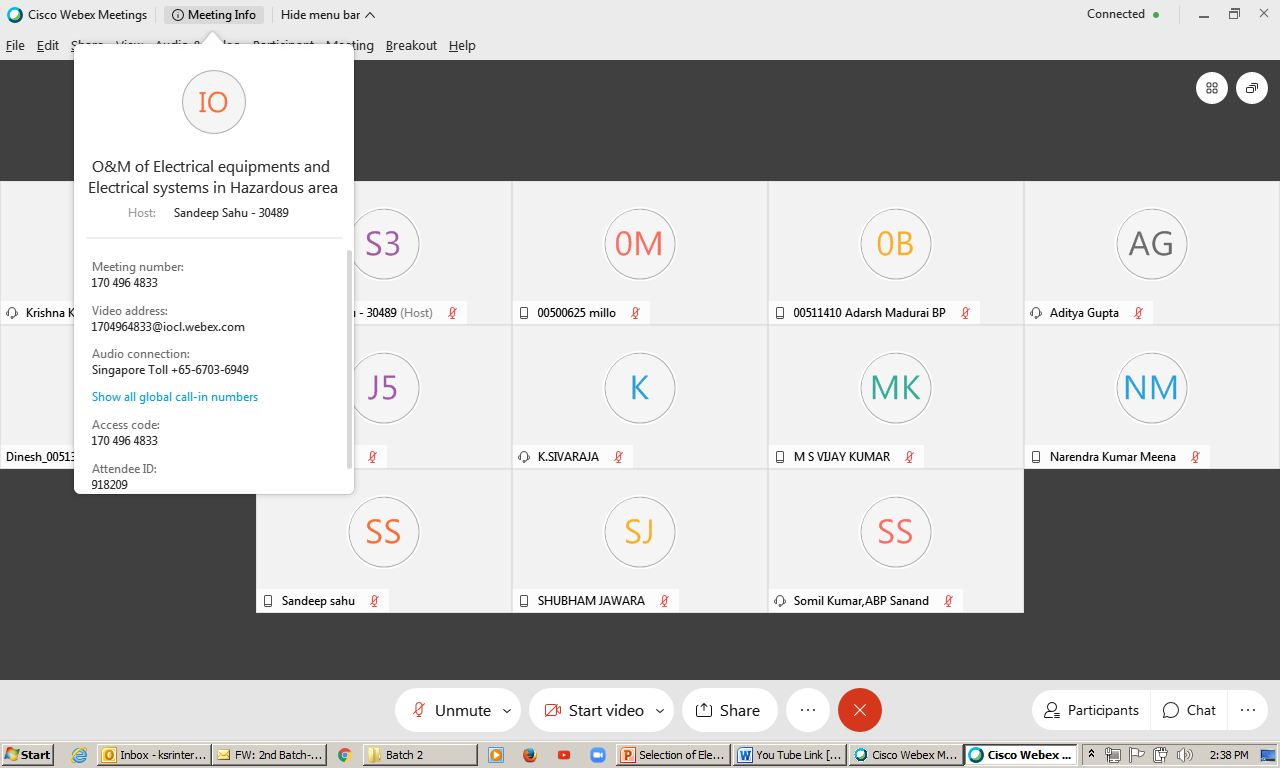 Cisco Webex Meetings
Meeting Info
Hide menu bar
Connected
File Edit Share View Audio & Video Participant Meeting Breakout Help
IO
O&M of Electrical equipments and
Electrical systems in Hazardous area
Host: Sandeep Sahu - 30489
Meeting number:
170 496 4833
Video address:
1704964833@iocl.webex.com
Audio connection:
Singapore Toll +65-6703-6949
Show all global call-in numbers
Access code:
170 496 4833
Attendee ID:
918209
S3 0M 0B AG
Krishna K
- 30489 (Host)
00500625 millo
00511410 Adarsh Madurai BP
Aditya Gupta
J5 K MK NM
Dinesh_0051
K.SIVARAJA
M S VIJAY KUMAR
Narendra Kumar Meena
SS SJ SS
Sandeep sahu
SHUBHAM JAWARA
Somil Kumar,ABP Sanand
Unmute
Start video
Share
Participants
Chat
Start
Inbox - ksrinter...
FW: 2nd Batch-...
Batch 2
Selection of Ele...
You Tube Link [...
Cisco Webex M...
Cisco Webex ...
2:38 PM